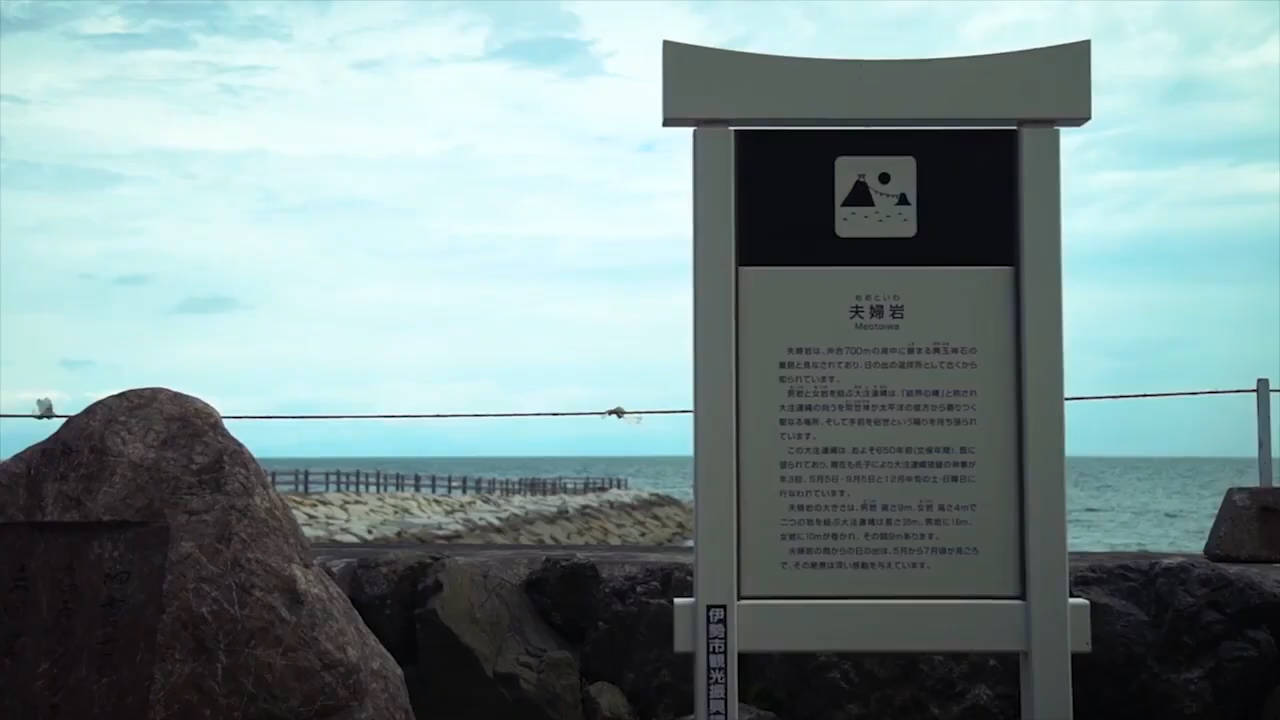 めおといわ
夫婦岩
Meotoiwa
夫婦岩は、沖合700mの海中に鎮まる興玉神石の
鳥居と見なされており、日の出の遥拝所として古くから
知られています。
男岩と女岩を結ぶ大注連縄は、「結界の縄」と称され
大注連縄の向うを常世神が太平洋の彼方から寄りつく
聖なる場所、そして手前を俗世という隔りを持ち張られ
ています。
この大注連縄は、およそ650年前(文保年間)、既に
張られており、現在も氏子により大注連縄張替の神事が
年3回、5月5日・9月5日と12月中旬の土・日曜日に
行なわれています。
夫婦岩の大きさは、男岩 高さ9m、女岩 高さ4mで
二つの岩を結ぶ大注連縄は長さ35m、男岩に16m、
女岩に10mが巻かれ、その間9mあります。
夫婦岩の間からの日の出は、5月から7月頃が見ごろ
で、その絶景は深い感動を与えています。
伊勢市観光振興